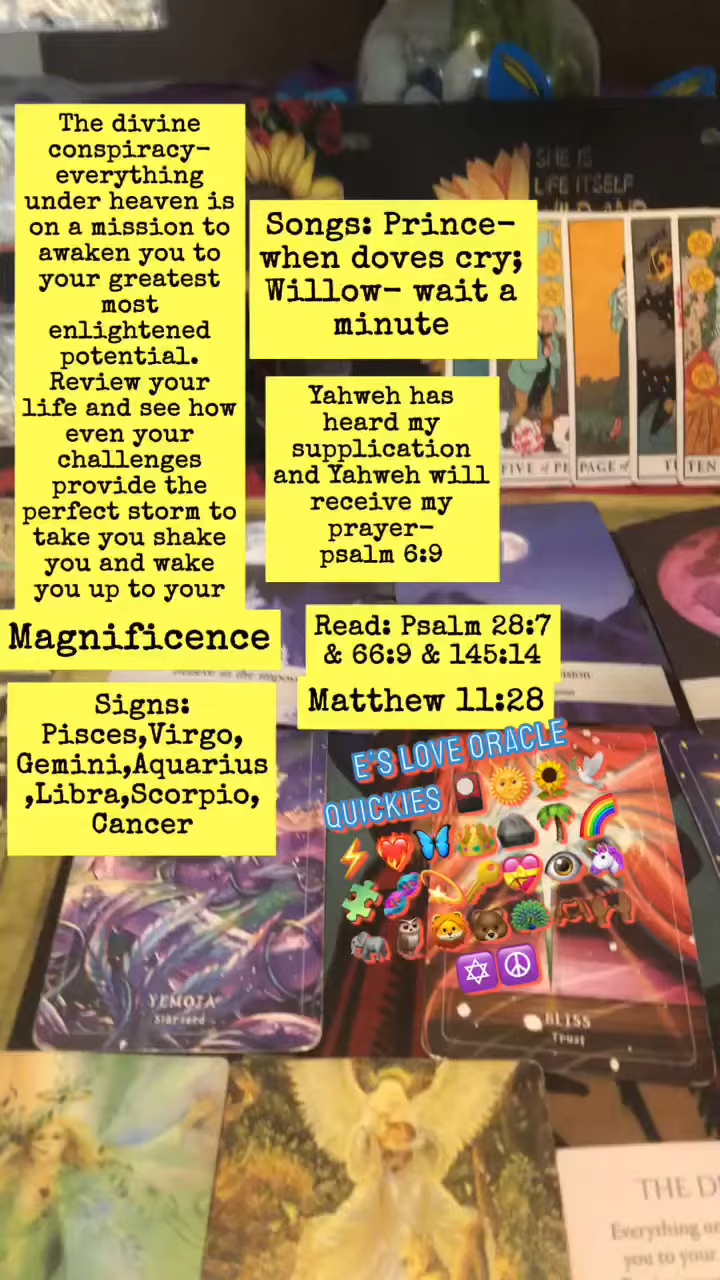 The divine
conspiracy-
everything
under heaven is
on a mission to
awaken you to
your greatest
most
enlightened
potential.
Review your
life and see how
even your
challenges
provide the
perfect storm to
take you shake
you and wake
you up to your
Magnificence
Signs:
Pisces,Virgo,
Gemini,Aquarius
,Libra,Scorpio,
Cancer
SHE IS
LIFE ITSELF
WILD AND
Songs: Prince-
when doves cry;
Willow- wait a
minute
FIVE of PE
PAGE of
TEN
Yahweh has
heard my
supplication
and Yahweh will
receive my
prayer-
psalm 6:9
Read: Psalm 28:7
& 66:9 & 145:14
Matthew 11:28
E'S LOVE ORACLE
QUICKIES
YEMOJA
Starseed
BLISS
Trust
THE D
Everything un
you to your